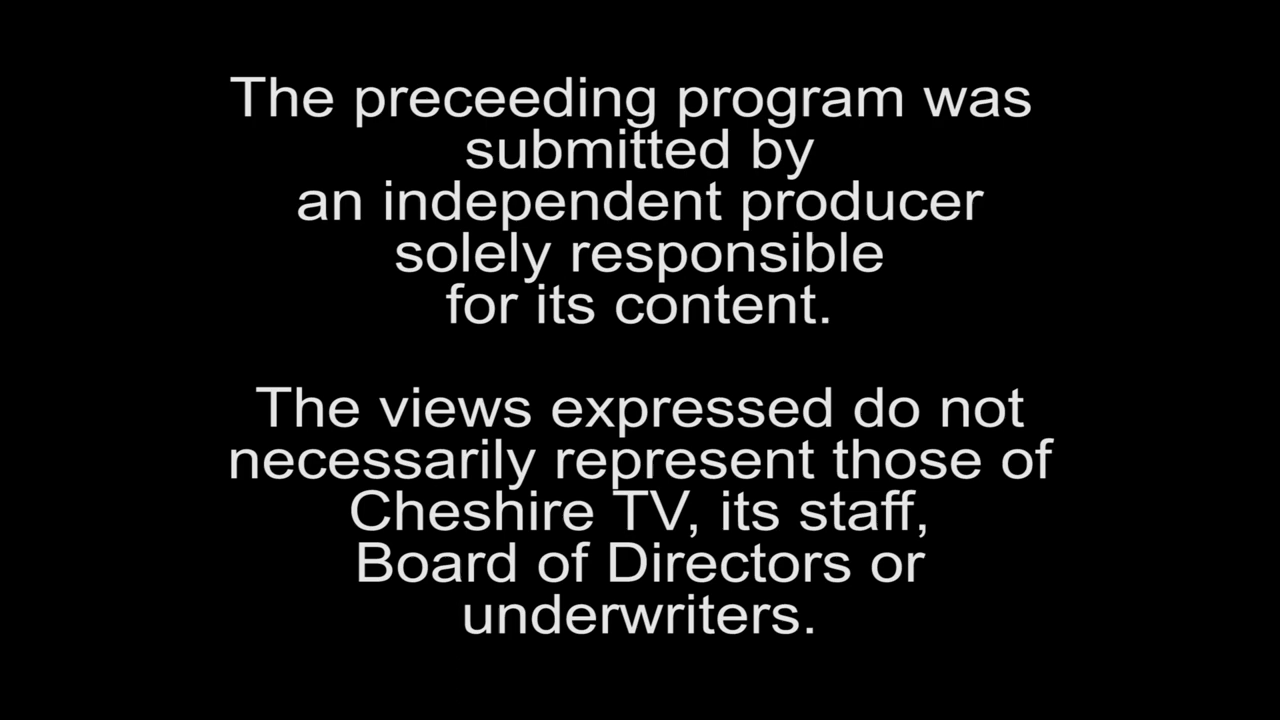 The preceeding program was
submitted by
an independent producer
solely responsible
for its content.
The views expressed do not
necessarily represent those of
Cheshire TV, its staff,
Board of Directors or
underwriters.